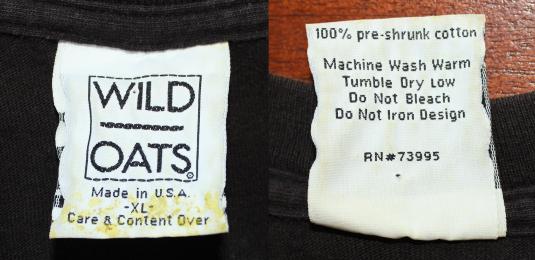 WILD
OATS®
Made in U.S.A.
-XL-
Care & Content Over
100% pre-shrunk cotton
Machine Wash Warm
Tumble Dry Low
Do Not Bleach
Do Not Iron Design
RN#73995